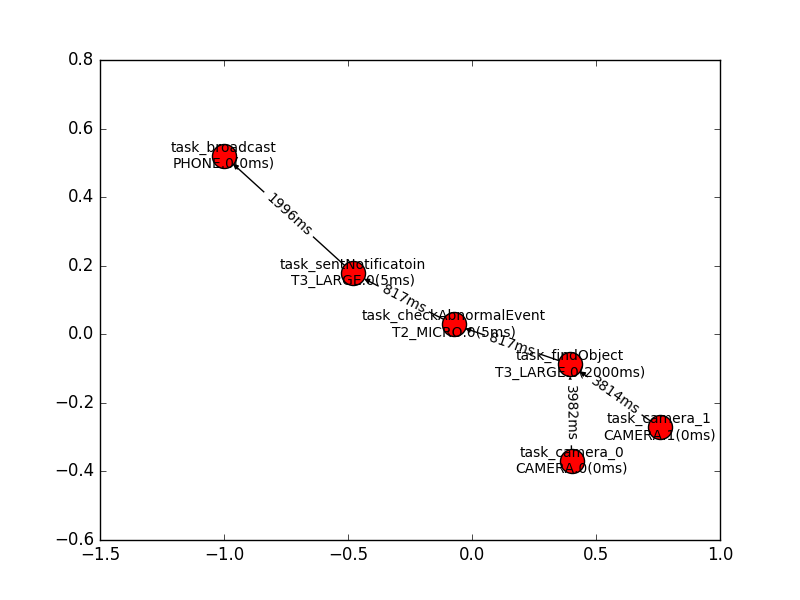 0.8
0.6
0.4
0.2
0.0
−0.2
−0.4
−0.6
−1.5
−1.0
−0.5
0.0
0.5
1.0
task_broadcast
PHONE.0(0ms)
1996ms
task_sentNotificatoin
T3_LARGE.0(5ms)
817ms
task_checkAbnormalEvent
T2_MICRO.0(5ms)
817ms
task_findObject
T3_LARGE.0(2000ms)
3814ms
3982ms
task_camera_1
CAMERA.1(0ms)
task_camera_0
CAMERA.0(0ms)